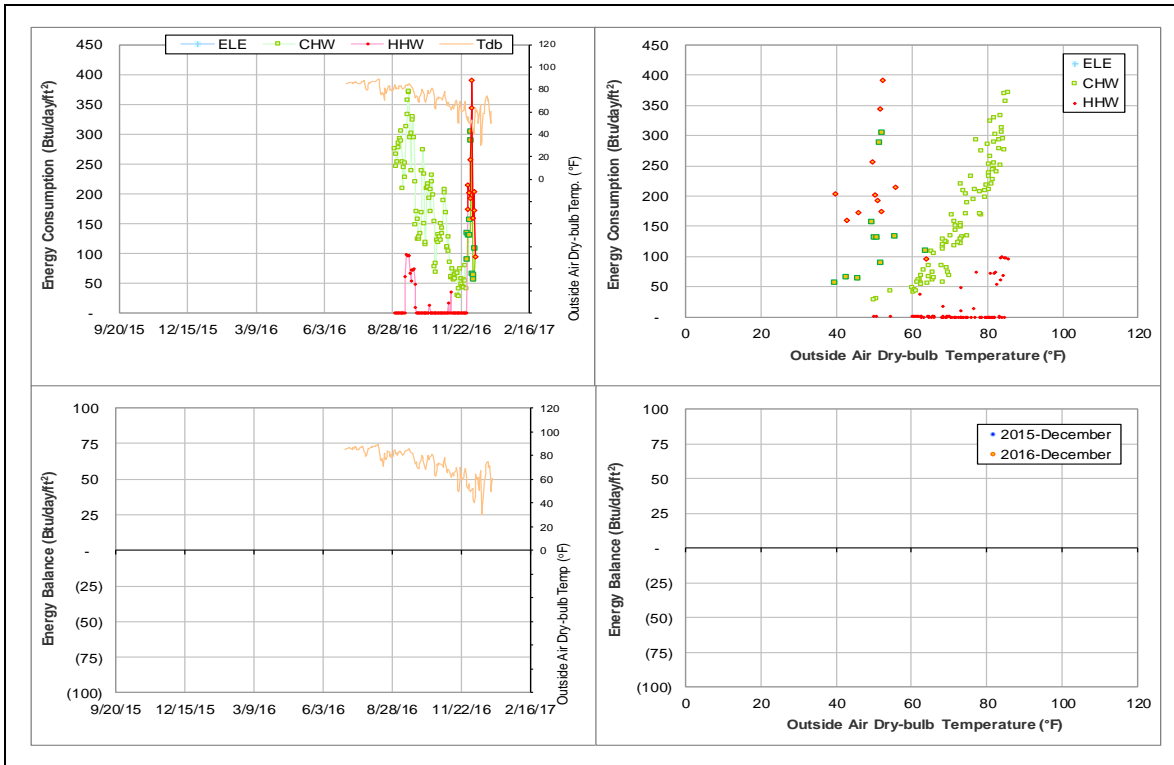 ELE CHW HHW Tdb
Energy Consumption (Btu/day/ft²)
450
400
350
300
250
200
150
100
50
-
120
100
80
60
40
20
0
Outside Air Dry-bulb Temp. (°F)
9/20/15 12/15/15 3/9/16 6/3/16 8/28/16 11/22/16 2/16/17
Energy Consumption (Btu/day/ft²)
450
400
350
300
250
200
150
100
50
-
ELE
CHW
HHW
0 20 40 60 80 100 120
Outside Air Dry-bulb Temperature (°F)
Energy Balance (Btu/day/ft²)
100
75
50
25
-
(25)
(50)
(75)
(100)
120
100
80
60
40
20
0
Outside Air Dry-bulb Temp (°F)
9/20/15 12/15/15 3/9/16 6/3/16 8/28/16 11/22/16 2/16/17
Energy Balance (Btu/day/ft²)
100
75
50
25
-
(25)
(50)
(75)
(100)
2015-December
2016-December
0 20 40 60 80 100 120
Outside Air Dry-bulb Temperature (°F)